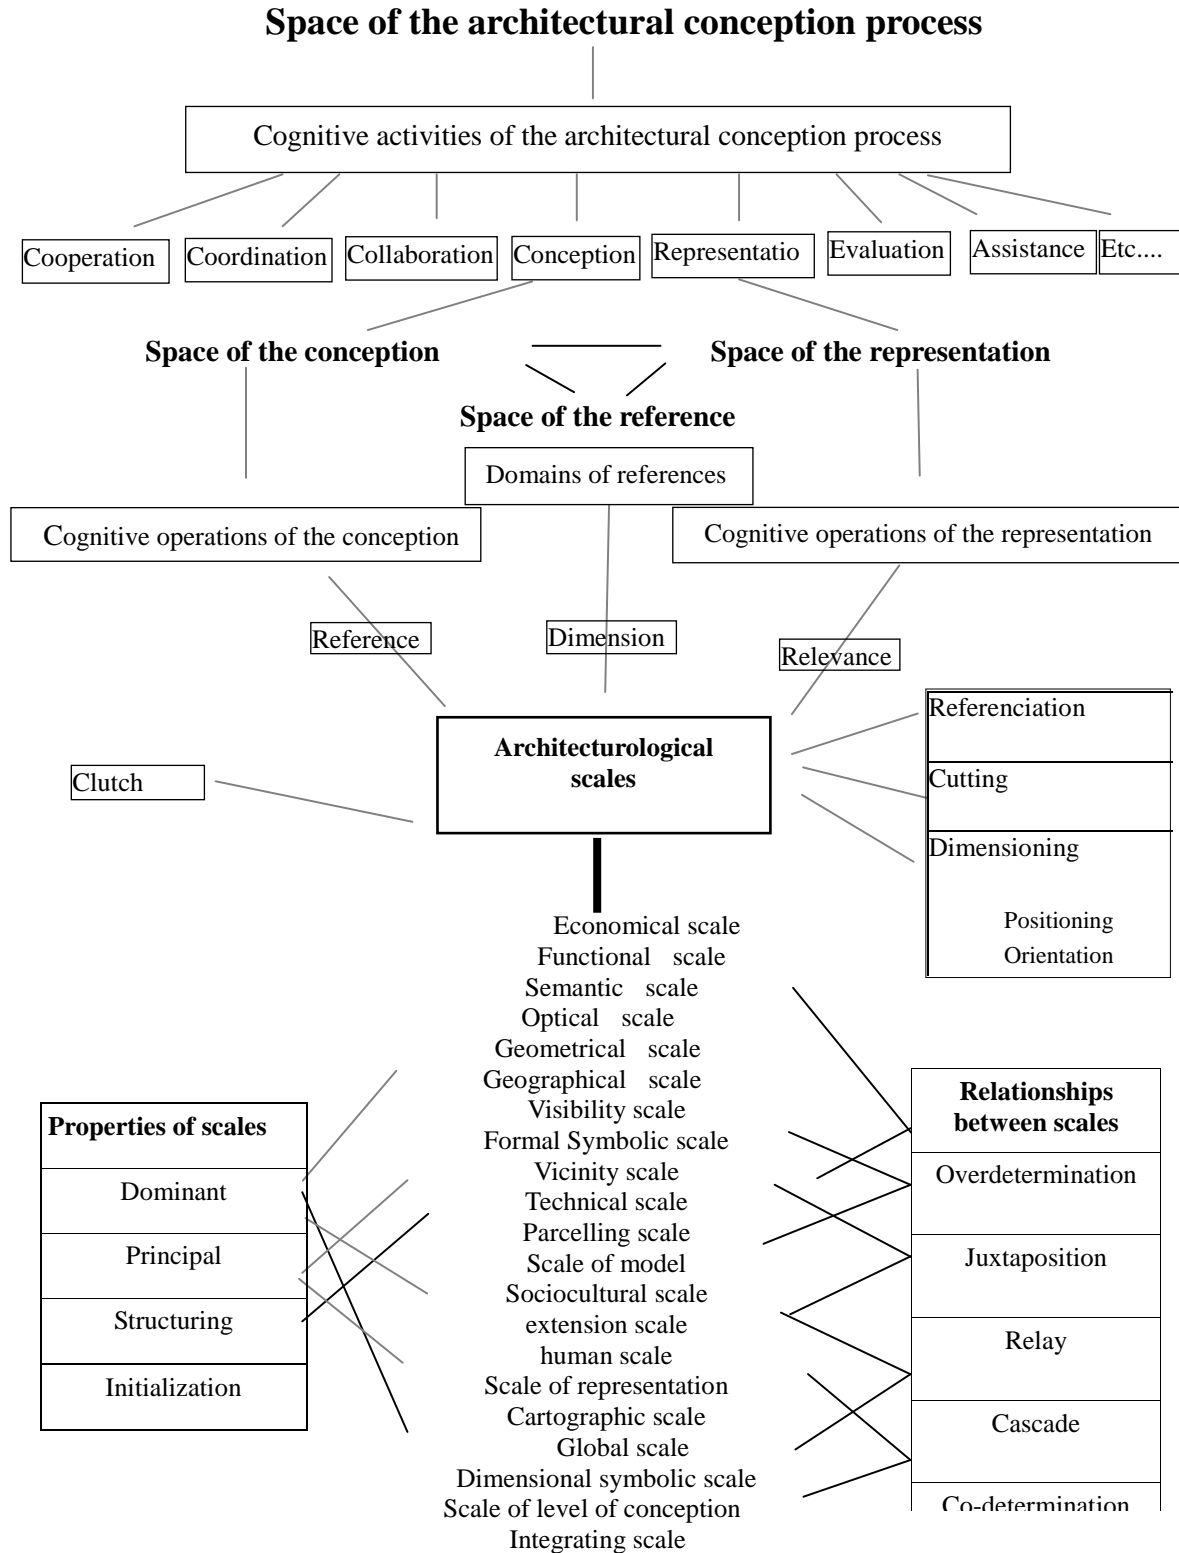 Space of the architectural conception process
Cognitive activities of the architectural conception process
Cooperation
Coordination
Collaboration
Conception
Representatio
Evaluation
Assistance
Etc....
Space of the conception
Space of the representation
Space of the reference
Domains of references
Cognitive operations of the conception
Cognitive operations of the representation
Reference
Dimension
Relevance
Architecturological
scales
Clutch
Referenciation
Cutting
Dimensioning
Positioning
Orientation
Economical scale
Functional scale
Semantic scale
Optical scale
Geometrical scale
Geographical scale
Visibility scale
Formal Symbolic scale
Vicinity scale
Technical scale
Parcelling scale
Scale of model
Sociocultural scale
extension scale
human scale
Scale of representation
Cartographic scale
Global scale
Dimensional symbolic scale
Scale of level of conception
Integrating scale
Properties of scales
Dominant
Principal
Structuring
Initialization
Relationships
between scales
Overdetermination
Juxtaposition
Relay
Cascade
Co-determination